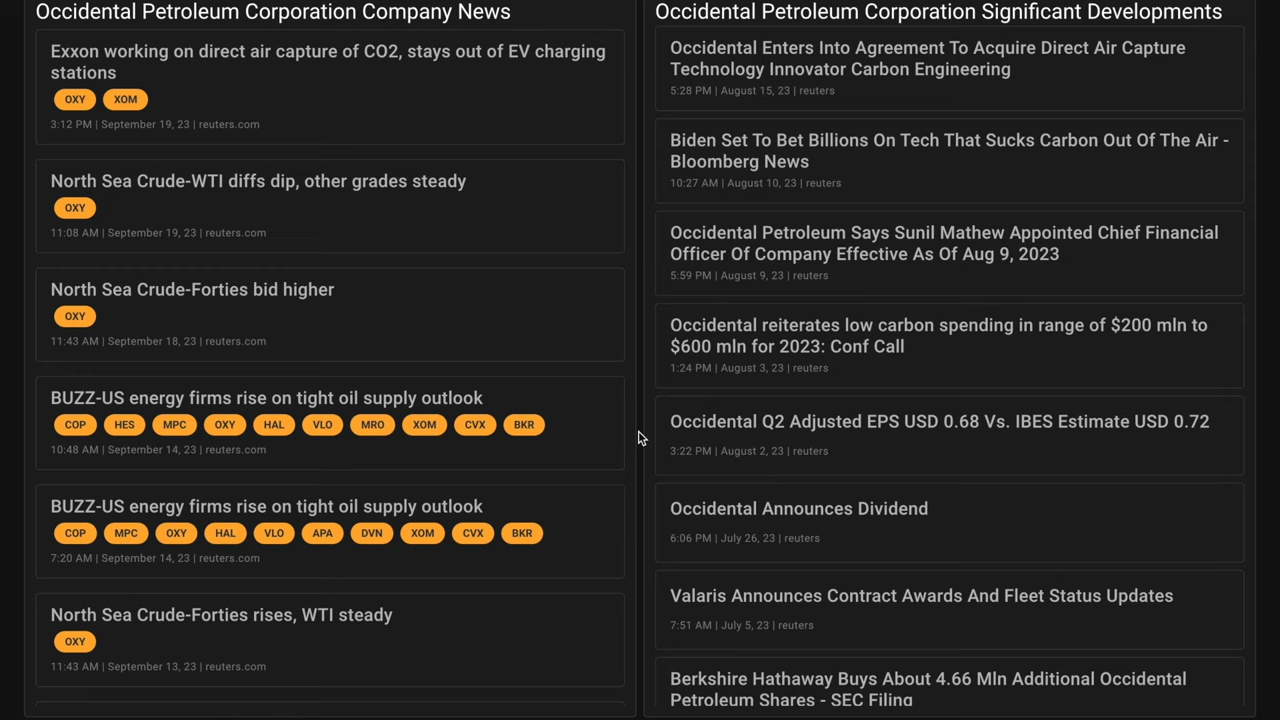 Occidental Petroleum Corporation Company News
Exxon working on direct air capture of CO2, stays out of EV charging
stations
OXY XOM
3:12 PM | September 19, 23 | reuters.com
North Sea Crude-WTI diffs dip, other grades steady
OXY
11:08 AM | September 19, 23 | reuters.com
North Sea Crude-Forties bid higher
OXY
11:43 AM | September 18, 23 | reuters.com
BUZZ-US energy firms rise on tight oil supply outlook
COP HES MPC OXY HAL VLO MRO XOM CVX BKR
10:48 AM | September 14, 23 | reuters.com
BUZZ-US energy firms rise on tight oil supply outlook
COP MPC OXY HAL VLO APA DVN XOM CVX BKR
7:20 AM | September 14, 23 | reuters.com
North Sea Crude-Forties rises, WTI steady
OXY
11:43 AM | September 13, 23 | reuters.com
Occidental Petroleum Corporation Significant Developments
Occidental Enters Into Agreement To Acquire Direct Air Capture
Technology Innovator Carbon Engineering
5:28 PM | August 15, 23 | reuters
Biden Set To Bet Billions On Tech That Sucks Carbon Out Of The Air -
Bloomberg News
10:27 AM | August 10, 23 | reuters
Occidental Petroleum Says Sunil Mathew Appointed Chief Financial
Officer Of Company Effective As Of Aug 9, 2023
5:59 PM | August 9, 23 | reuters
Occidental reiterates low carbon spending in range of $200 mln to
$600 mln for 2023: Conf Call
1:24 PM | August 3, 23 | reuters
Occidental Q2 Adjusted EPS USD 0.68 Vs. IBES Estimate USD 0.72
3:22 PM | August 2, 23 | reuters
Occidental Announces Dividend
6:06 PM | July 26, 23 | reuters
Valaris Announces Contract Awards And Fleet Status Updates
7:51 AM | July 5, 23 | reuters
Berkshire Hathaway Buys About 4.66 Mln Additional Occidental
Petroleum Shares - SEC Filing